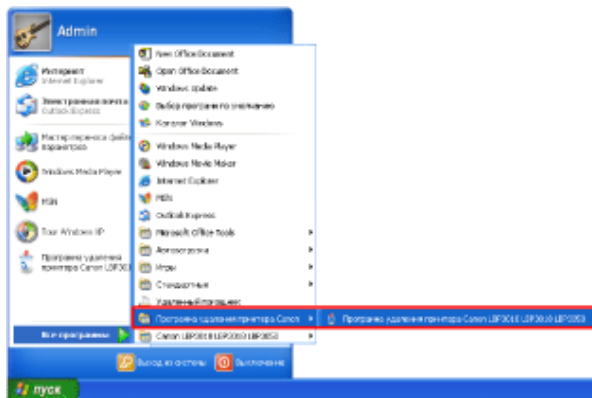 Admin
Интернет
Internet Explorer
Электронная почта
Outlook Express
Мастер переноса файлов
параметров
Windows Media Player
MSN
Tour Windows XP
Программа удаления
принтера Canon
Все программы
New Office Document
Open Office Document
Windows Update
Выбор программ по умолчанию
Каталог Windows
Windows Media Player
Windows Movie Maker
Internet Explorer
MSN
Outlook Express
Microsoft Office Tools
Автозагрузка
Игры
Стандартные
Удаленный помощник
Программа удаления принтера Canon
Программа удаления принтера Canon LBP3010 LBP3018 LBP3050
Canon LBP3010 LBP3018 LBP3050
Выход из системы
Выключение
пуск